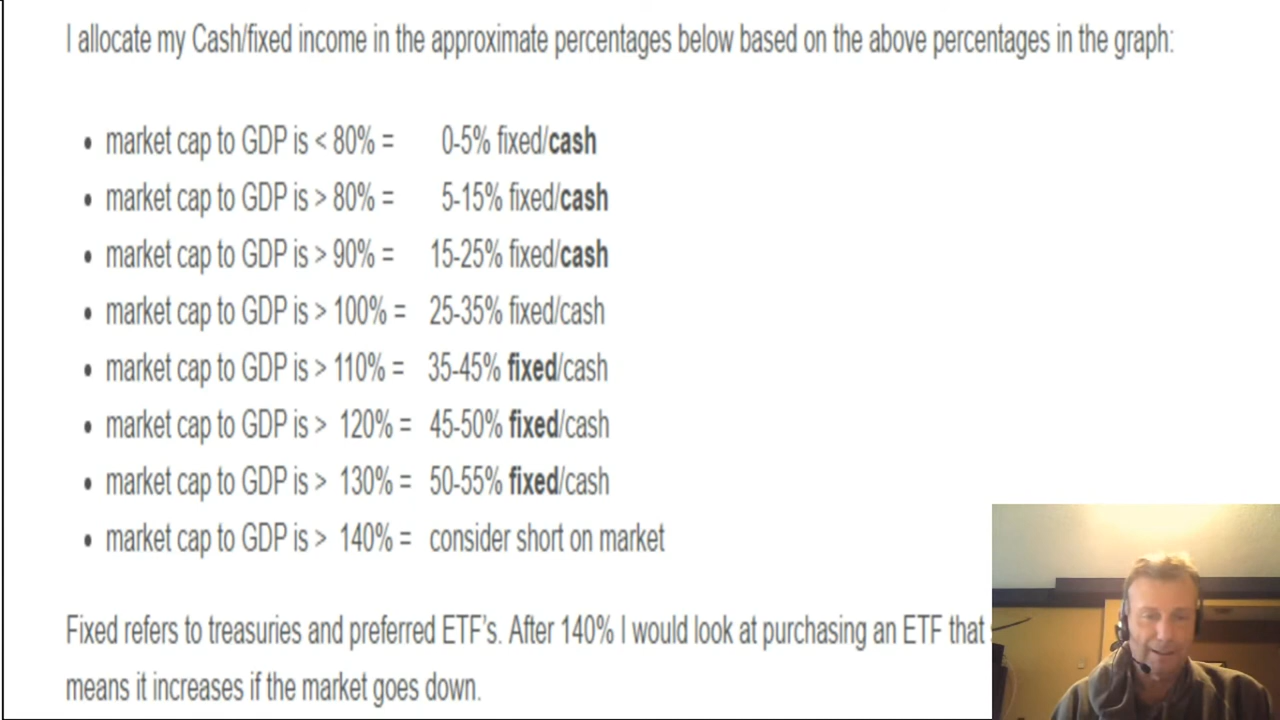 I allocate my Cash/fixed income in the approximate percentages below based on the above percentages in the graph:
• market cap to GDP is < 80% = 0-5% fixed/cash
• market cap to GDP is > 80% = 5-15% fixed/cash
• market cap to GDP is > 90% = 15-25% fixed/cash
• market cap to GDP is > 100% = 25-35% fixed/cash
• market cap to GDP is > 110% = 35-45% fixed/cash
• market cap to GDP is > 120% = 45-50% fixed/cash
• market cap to GDP is > 130% = 50-55% fixed/cash
• market cap to GDP is > 140% = consider short on market
Fixed refers to treasuries and preferred ETF's. After 140% I would look at purchasing an ETF that
means it increases if the market goes down.